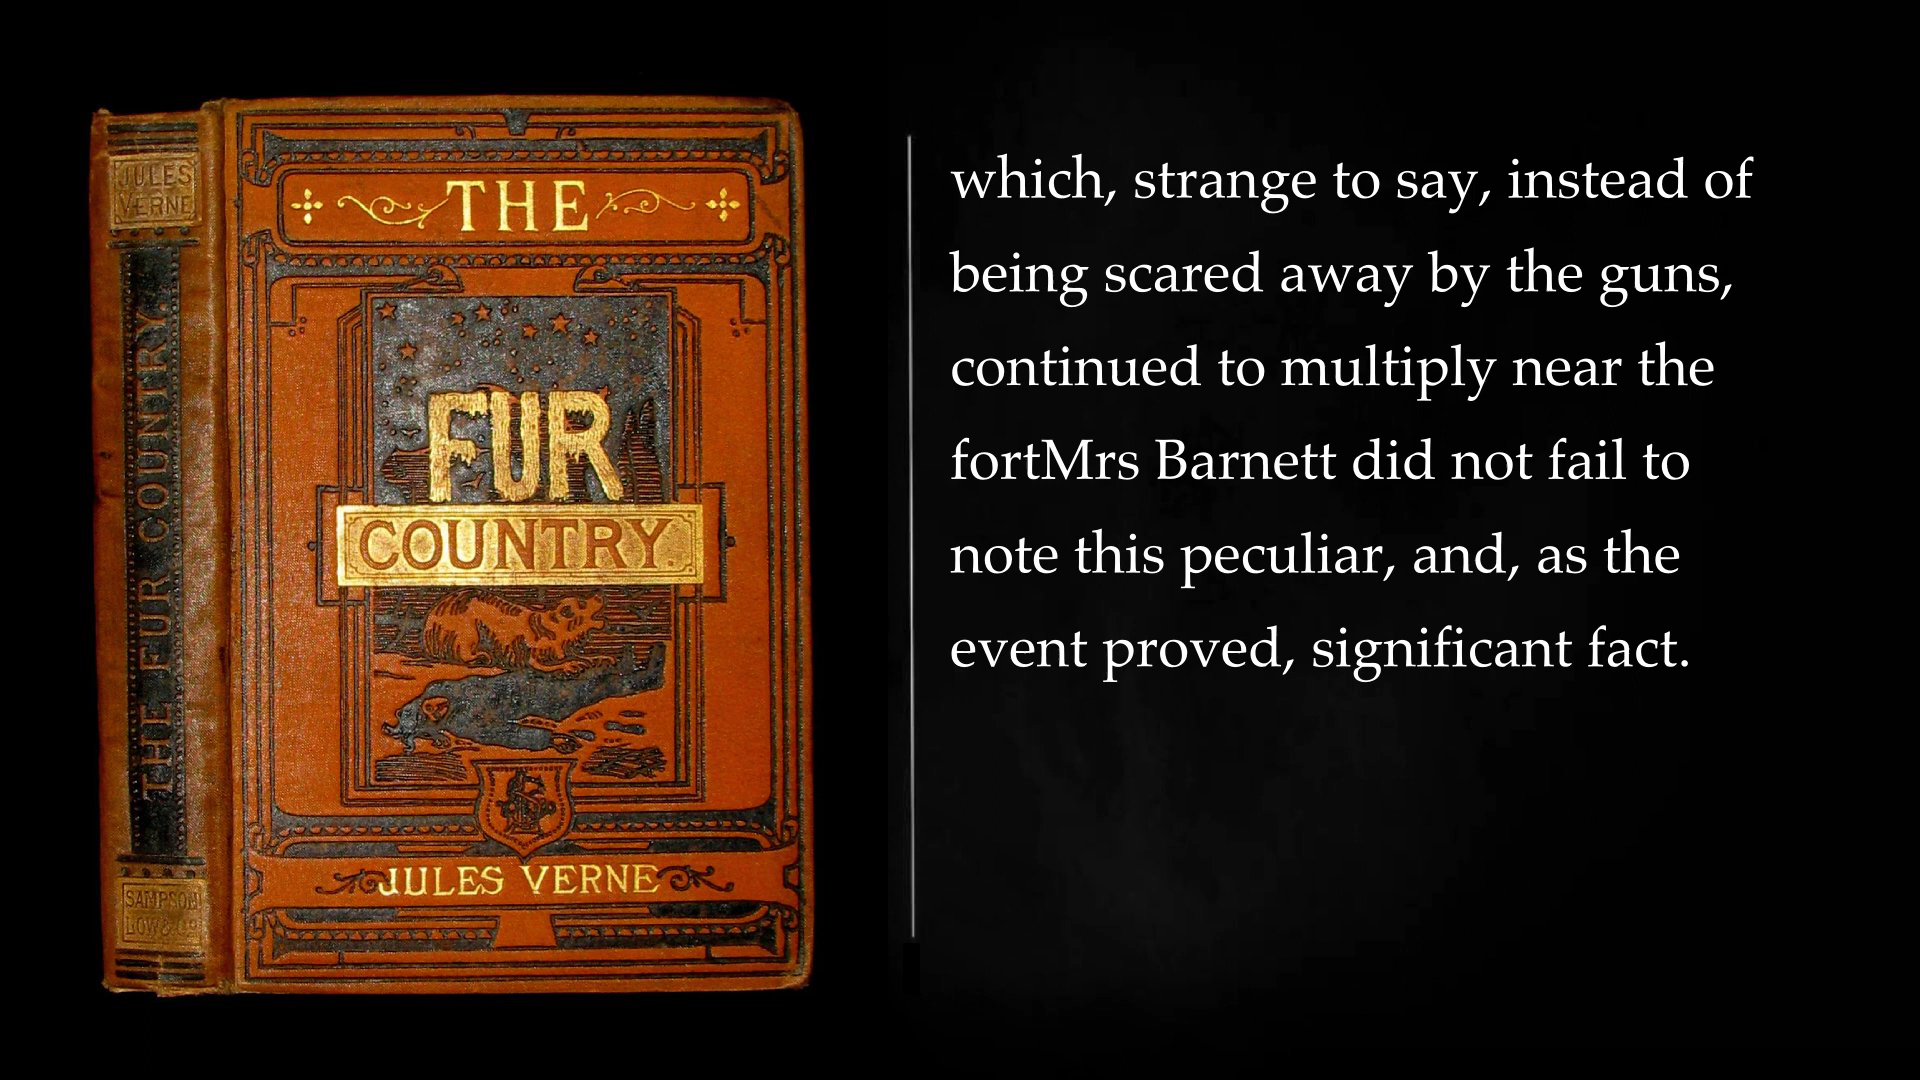 JULES
VERNE
THE FUR COUNTRY.
SAMPSON
LOW & Co
THE
FUR
COUNTRY.
JULES VERNE
which, strange to say, instead of
being scared away by the guns,
continued to multiply near the
fortMrs Barnett did not fail to
note this peculiar, and, as the
event proved, significant fact.